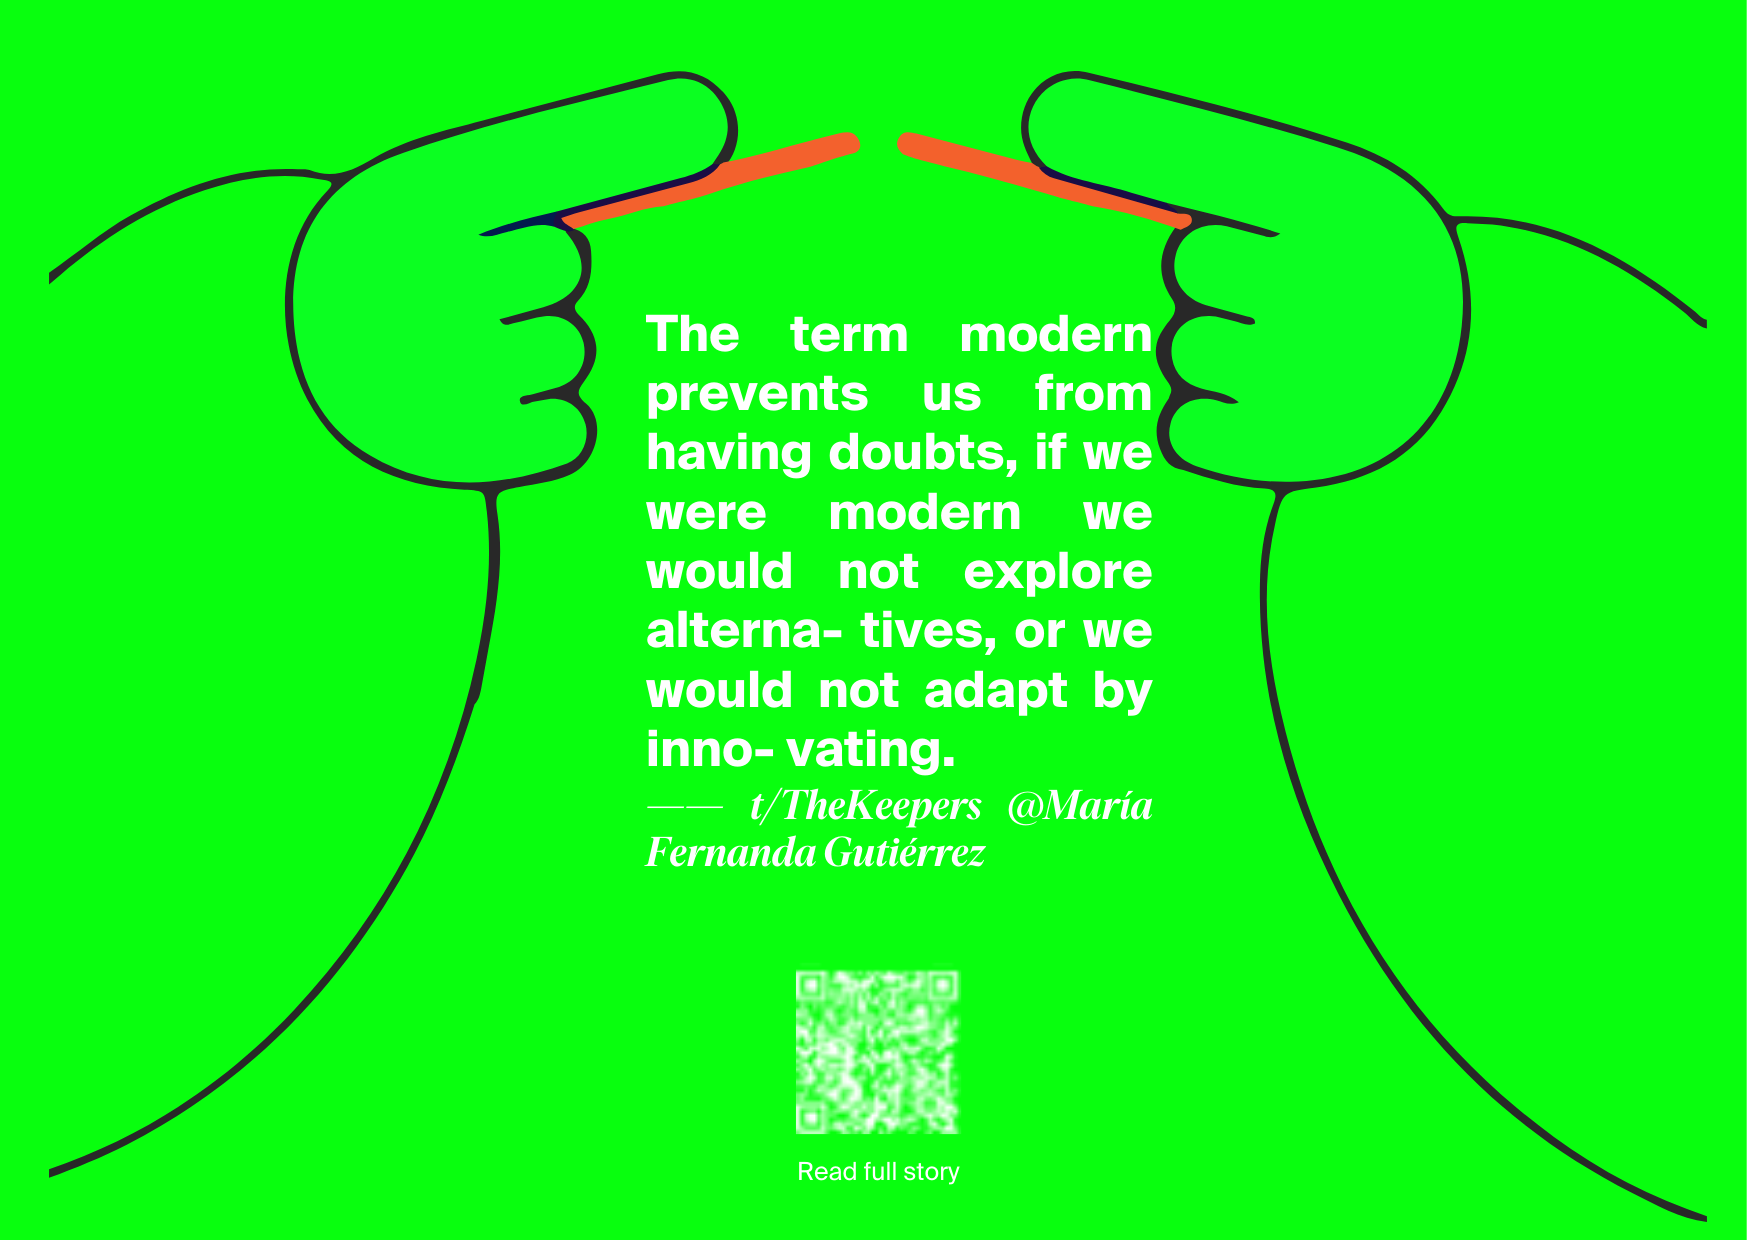 The term modern
prevents us from
having doubts, if we
were modern we
would not explore
alterna- tives, or we
would not adapt by
inno- vating.
—— t/TheKeepers @María
Fernanda Gutiérrez
Read full story